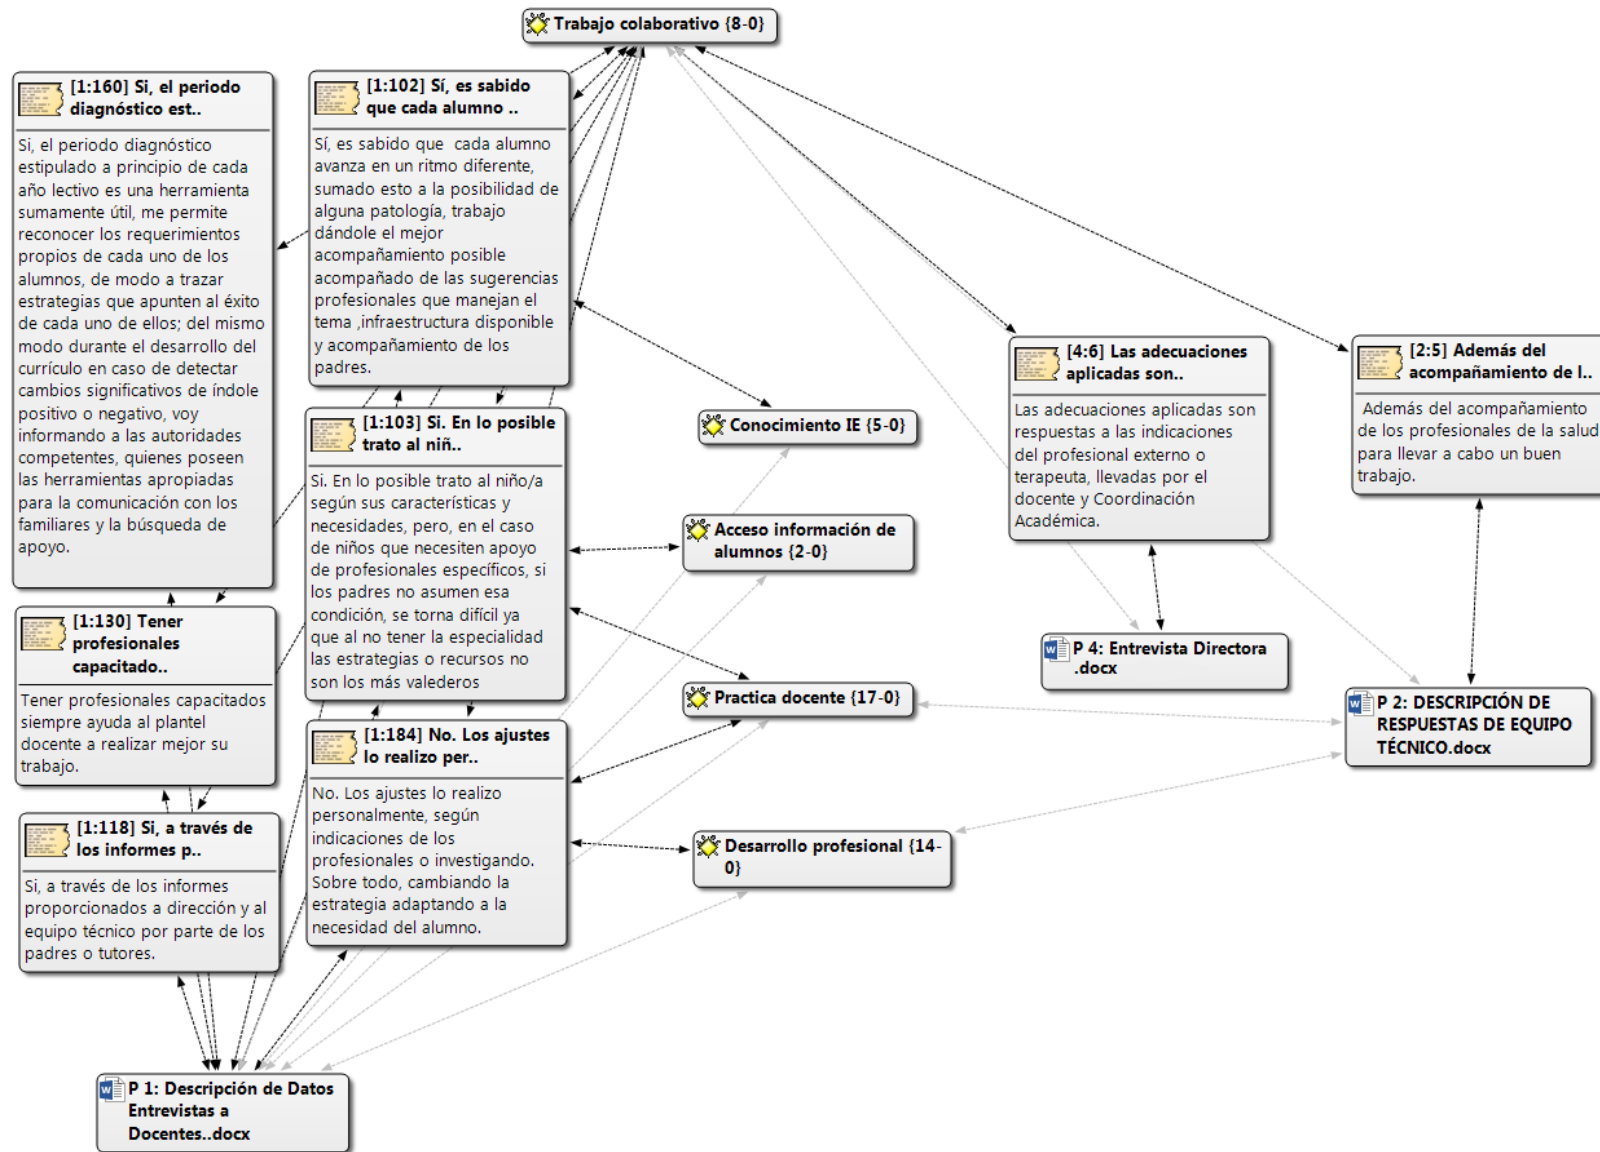 Trabajo colaborativo {8-0}
[1:160] Si, el periodo
diagnóstico est..
Si, el periodo diagnóstico
estipulado a principio de cada
año lectivo es una herramienta
sumamente útil, me permite
reconocer los requerimientos
propios de cada uno de los
alumnos, de modo a trazar
estrategias que apunten al éxito
de cada uno de ellos; del mismo
modo durante el desarrollo del
currículo en caso de detectar
cambios significativos de índole
positivo o negativo, voy
informando a las autoridades
competentes, quienes poseen
las herramientas apropiadas
para la comunicación con los
familiares y la búsqueda de
apoyo.
[1:102] Sí, es sabido
que cada alumno ..
Sí, es sabido que  cada alumno
avanza en un ritmo diferente,
sumado esto a la posibilidad de
alguna patología, trabajo
dándole el mejor
acompañamiento posible
acompañado de las sugerencias
profesionales que manejan el
tema ,infraestructura disponible
y acompañamiento de los
padres.
[4:6] Las adecuaciones
aplicadas son..
Las adecuaciones aplicadas son
respuestas a las indicaciones
del profesional externo o
terapeuta, llevadas por el
docente y Coordinación
Académica.
[2:5] Además del
acompañamiento de l..
Además del acompañamiento
de los profesionales de la salud
para llevar a cabo un buen
trabajo.
[1:103] Si. En lo posible
trato al niñ..
Si. En lo posible trato al niño/a
según sus características y
necesidades, pero, en el caso
de niños que necesiten apoyo
de profesionales específicos, si
los padres no asumen esa
condición, se torna difícil ya
que al no tener la especialidad
las estrategias o recursos no
son los más valederos
Conocimiento IE {5-0}
Acceso información de
alumnos {2-0}
[1:130] Tener
profesionales
capacitado..
Tener profesionales capacitados
siempre ayuda al plantel
docente a realizar mejor su
trabajo.
P 4: Entrevista Directora
.docx
Practica docente {17-0}
P 2: DESCRIPCIÓN DE
RESPUESTAS DE EQUIPO
TÉCNICO.docx
[1:184] No. Los ajustes
lo realizo per..
No. Los ajustes lo realizo
personalmente, según
indicaciones de los
profesionales o investigando.
Sobre todo, cambiando la
estrategia adaptando a la
necesidad del alumno.
[1:118] Si, a través de
los informes p..
Si, a través de los informes
proporcionados a dirección y al
equipo técnico por parte de los
padres o tutores.
Desarrollo profesional {14-
0}
P 1: Descripción de Datos
Entrevistas a
Docentes..docx